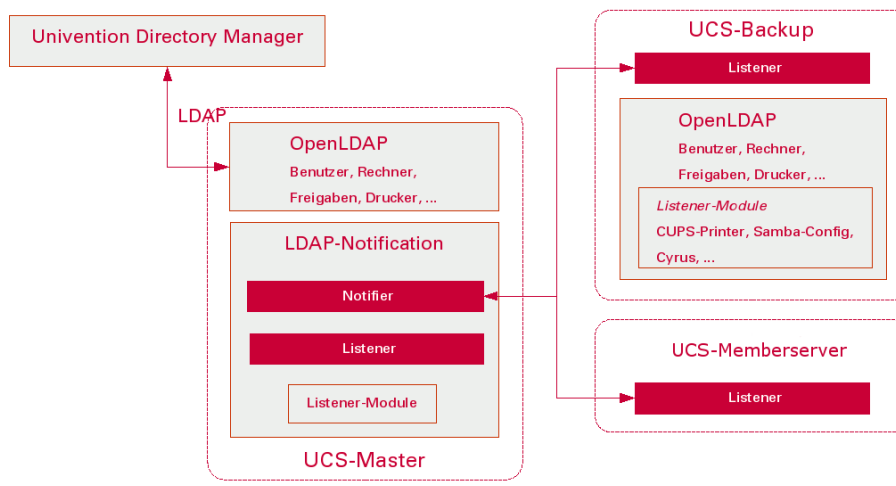 Univention Directory Manager
LDAP
OpenLDAP
Benutzer, Rechner,
Freigaben, Drucker, ...
LDAP-Notification
Notifier
Listener
Listener-Module
UCS-Master
UCS-Backup
Listener
OpenLDAP
Benutzer, Rechner,
Freigaben, Drucker, ...
Listener-Module
CUPS-Printer, Samba-Config,
Cyrus, ...
UCS-Memberserver
Listener